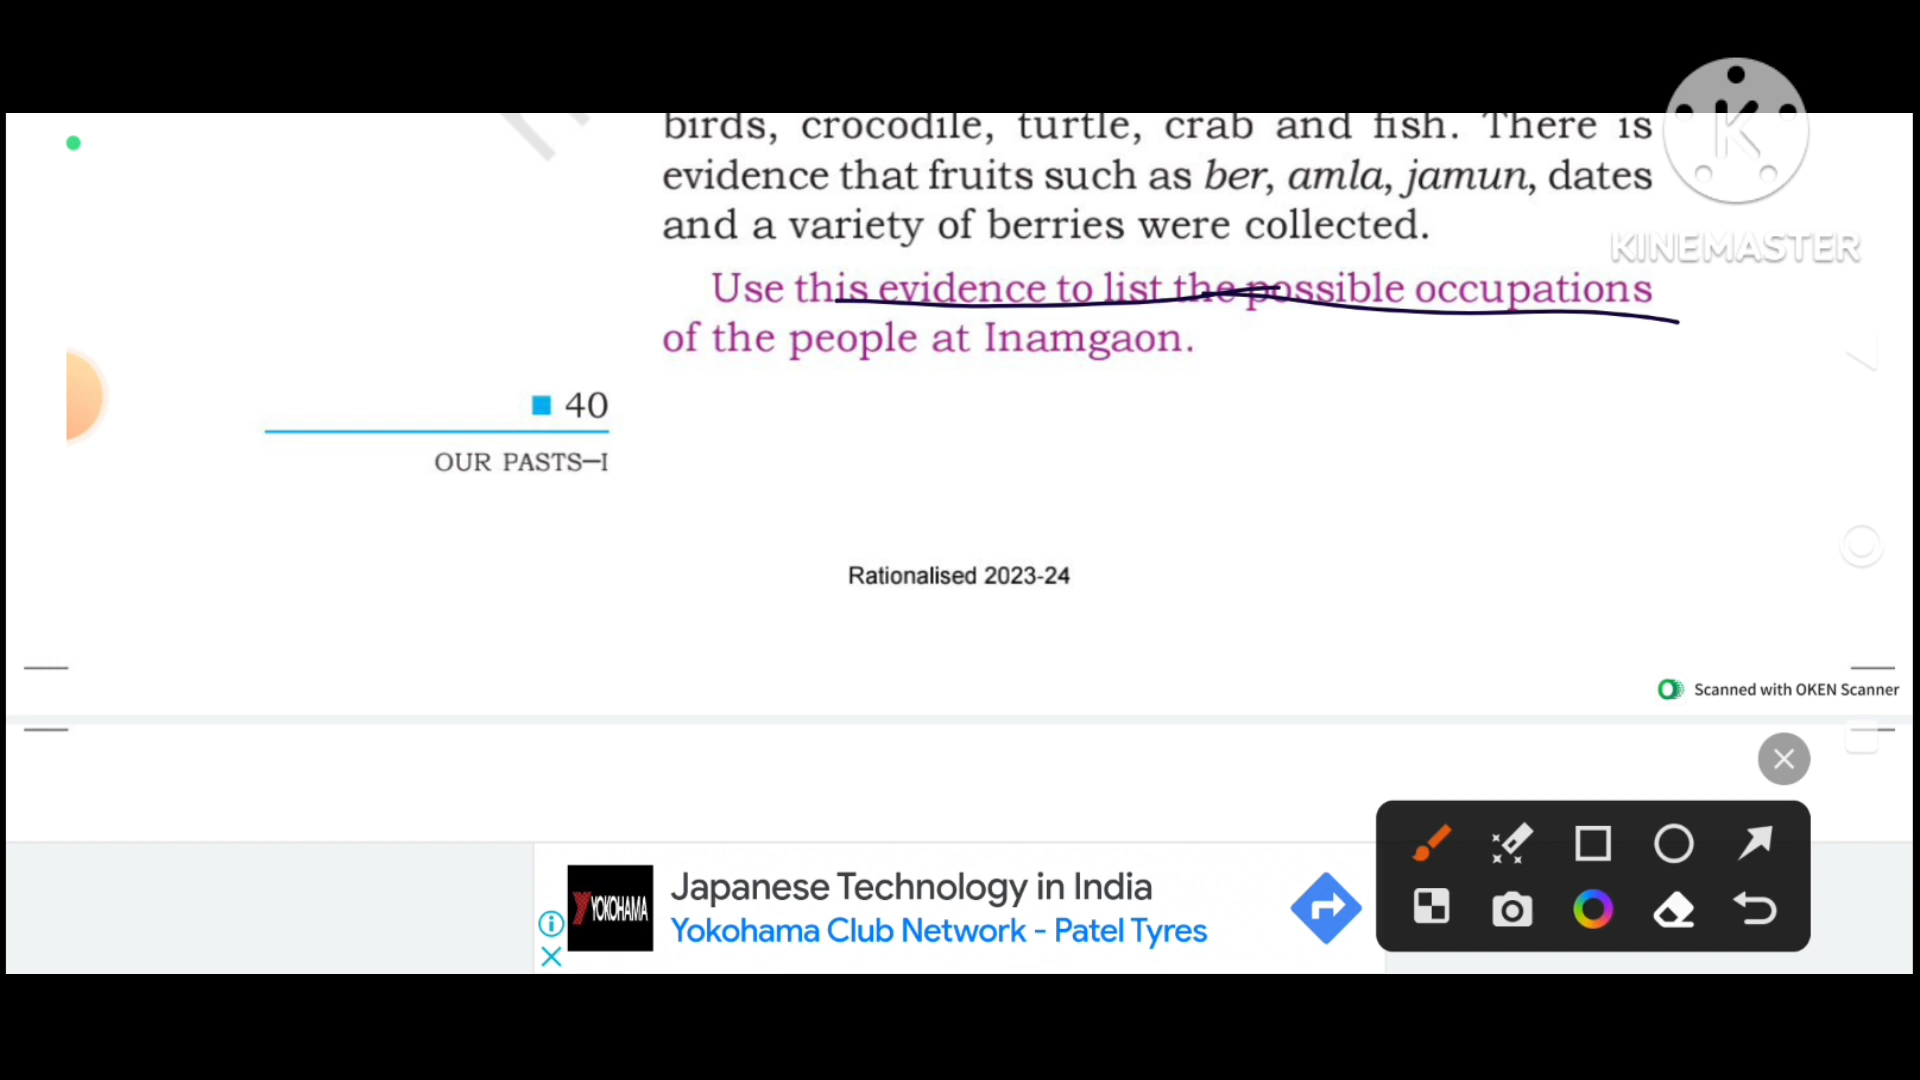 birds, crocodile, turtle, crab and fish. There is
evidence that fruits such as ber, amla, jamun, dates
and a variety of berries were collected.
KINEMASTER
Use this evidence to list the possible occupations
of the people at Inamgaon.
40
OUR PASTS–I
Rationalised 2023-24
Scanned with OKEN Scanner
YOKOHAMA
Japanese Technology in India
Yokohama Club Network - Patel Tyres